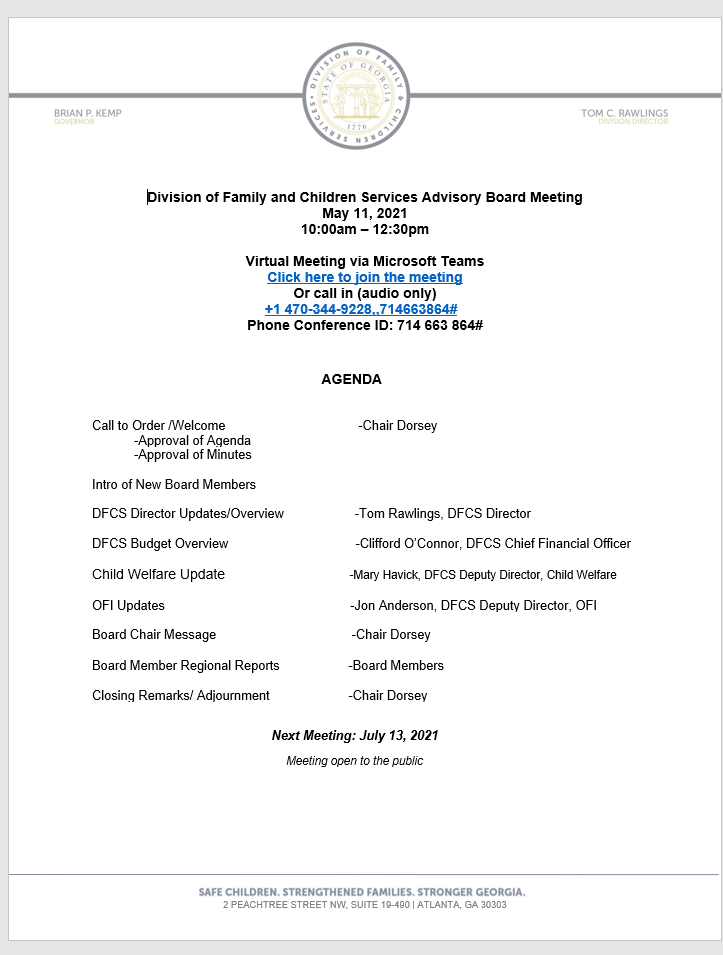 DIVISION OF FAMILY & CHILDREN SERVICES
STATE OF GEORGIA
1776
BRIAN P. KEMP
GOVERNOR
TOM C. RAWLINGS
DIVISION DIRECTOR
Division of Family and Children Services Advisory Board Meeting
May 11, 2021
10:00am – 12:30pm
Virtual Meeting via Microsoft Teams
Click here to join the meeting
Or call in (audio only)
+1 470-344-9228,,714663864#
Phone Conference ID: 714 663 864#
AGENDA
Call to Order /Welcome -Chair Dorsey
-Approval of Agenda
-Approval of Minutes
Intro of New Board Members
DFCS Director Updates/Overview -Tom Rawlings, DFCS Director
DFCS Budget Overview -Clifford O’Connor, DFCS Chief Financial Officer
Child Welfare Update -Mary Havick, DFCS Deputy Director, Child Welfare
OFI Updates -Jon Anderson, DFCS Deputy Director, OFI
Board Chair Message -Chair Dorsey
Board Member Regional Reports -Board Members
Closing Remarks/ Adjournment -Chair Dorsey
Next Meeting: July 13, 2021
Meeting open to the public
SAFE CHILDREN. STRENGTHENED FAMILIES. STRONGER GEORGIA.
2 PEACHTREE STREET NW, SUITE 19-490 | ATLANTA, GA 30303